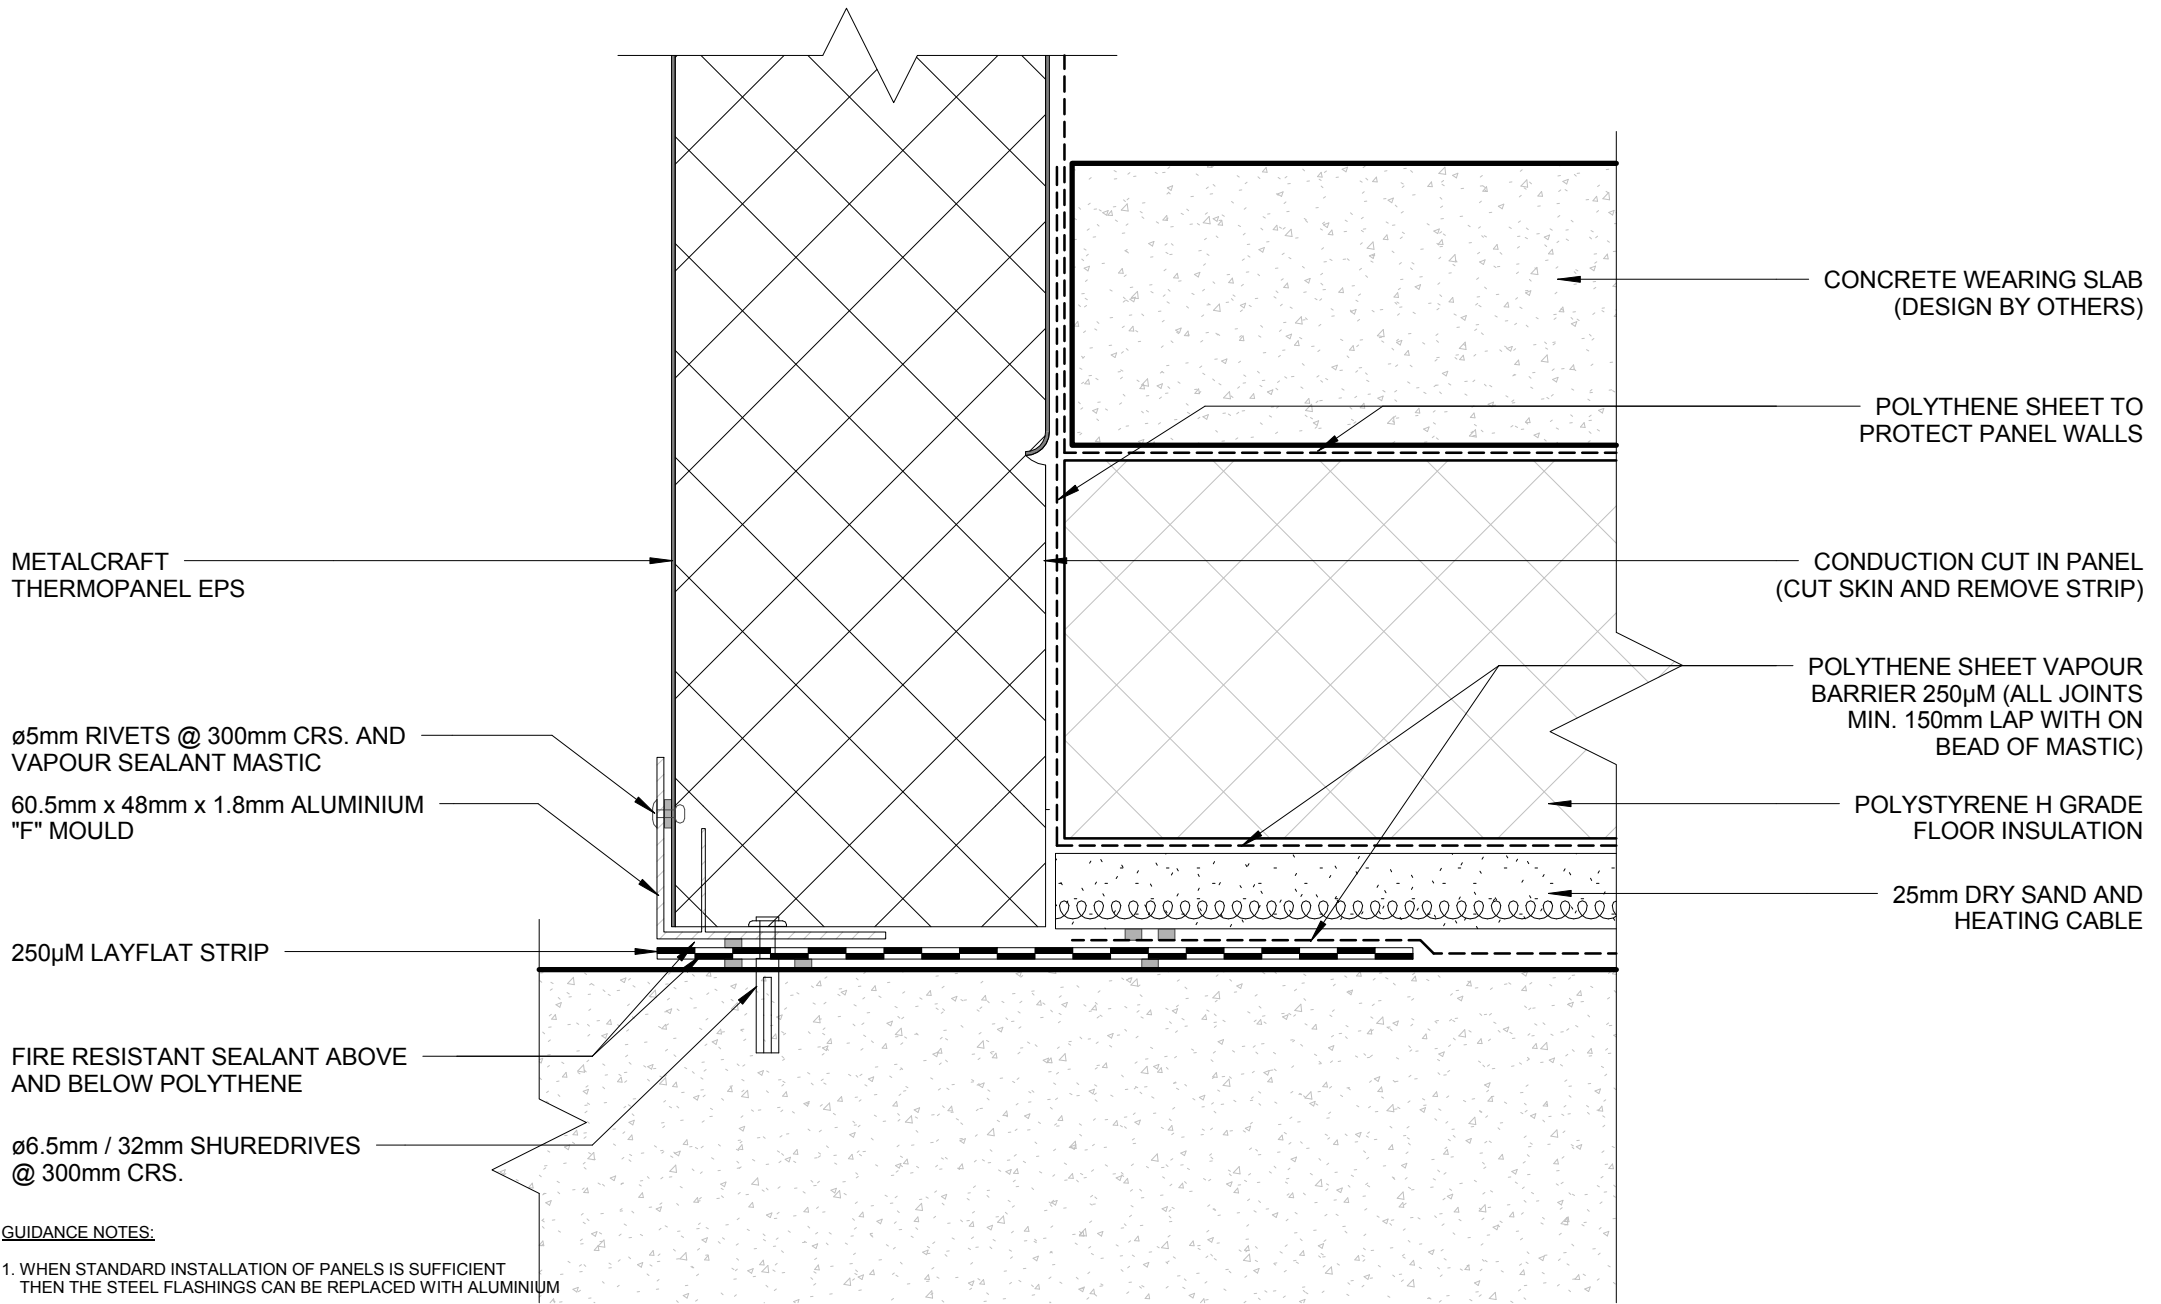 CONCRETE WEARING SLAB
(DESIGN BY OTHERS)
POLYTHENE SHEET TO
PROTECT PANEL WALLS
METALCRAFT
THERMOPANEL EPS
CONDUCTION CUT IN PANEL
(CUT SKIN AND REMOVE STRIP)
POLYTHENE SHEET VAPOUR
BARRIER 250µM (ALL JOINTS
MIN. 150mm LAP WITH ON
BEAD OF MASTIC)
ø5mm RIVETS @ 300mm CRS. AND
VAPOUR SEALANT MASTIC
60.5mm x 48mm x 1.8mm ALUMINIUM
"F" MOULD
POLYSTYRENE H GRADE
FLOOR INSULATION
25mm DRY SAND AND
HEATING CABLE
250µM LAYFLAT STRIP
FIRE RESISTANT SEALANT ABOVE
AND BELOW POLYTHENE
ø6.5mm / 32mm SHUREDRIVES
@ 300mm CRS.
GUIDANCE NOTES:
1. WHEN STANDARD INSTALLATION OF PANELS IS SUFFICIENT
THEN THE STEEL FLASHINGS CAN BE REPLACED WITH ALUMINIUM